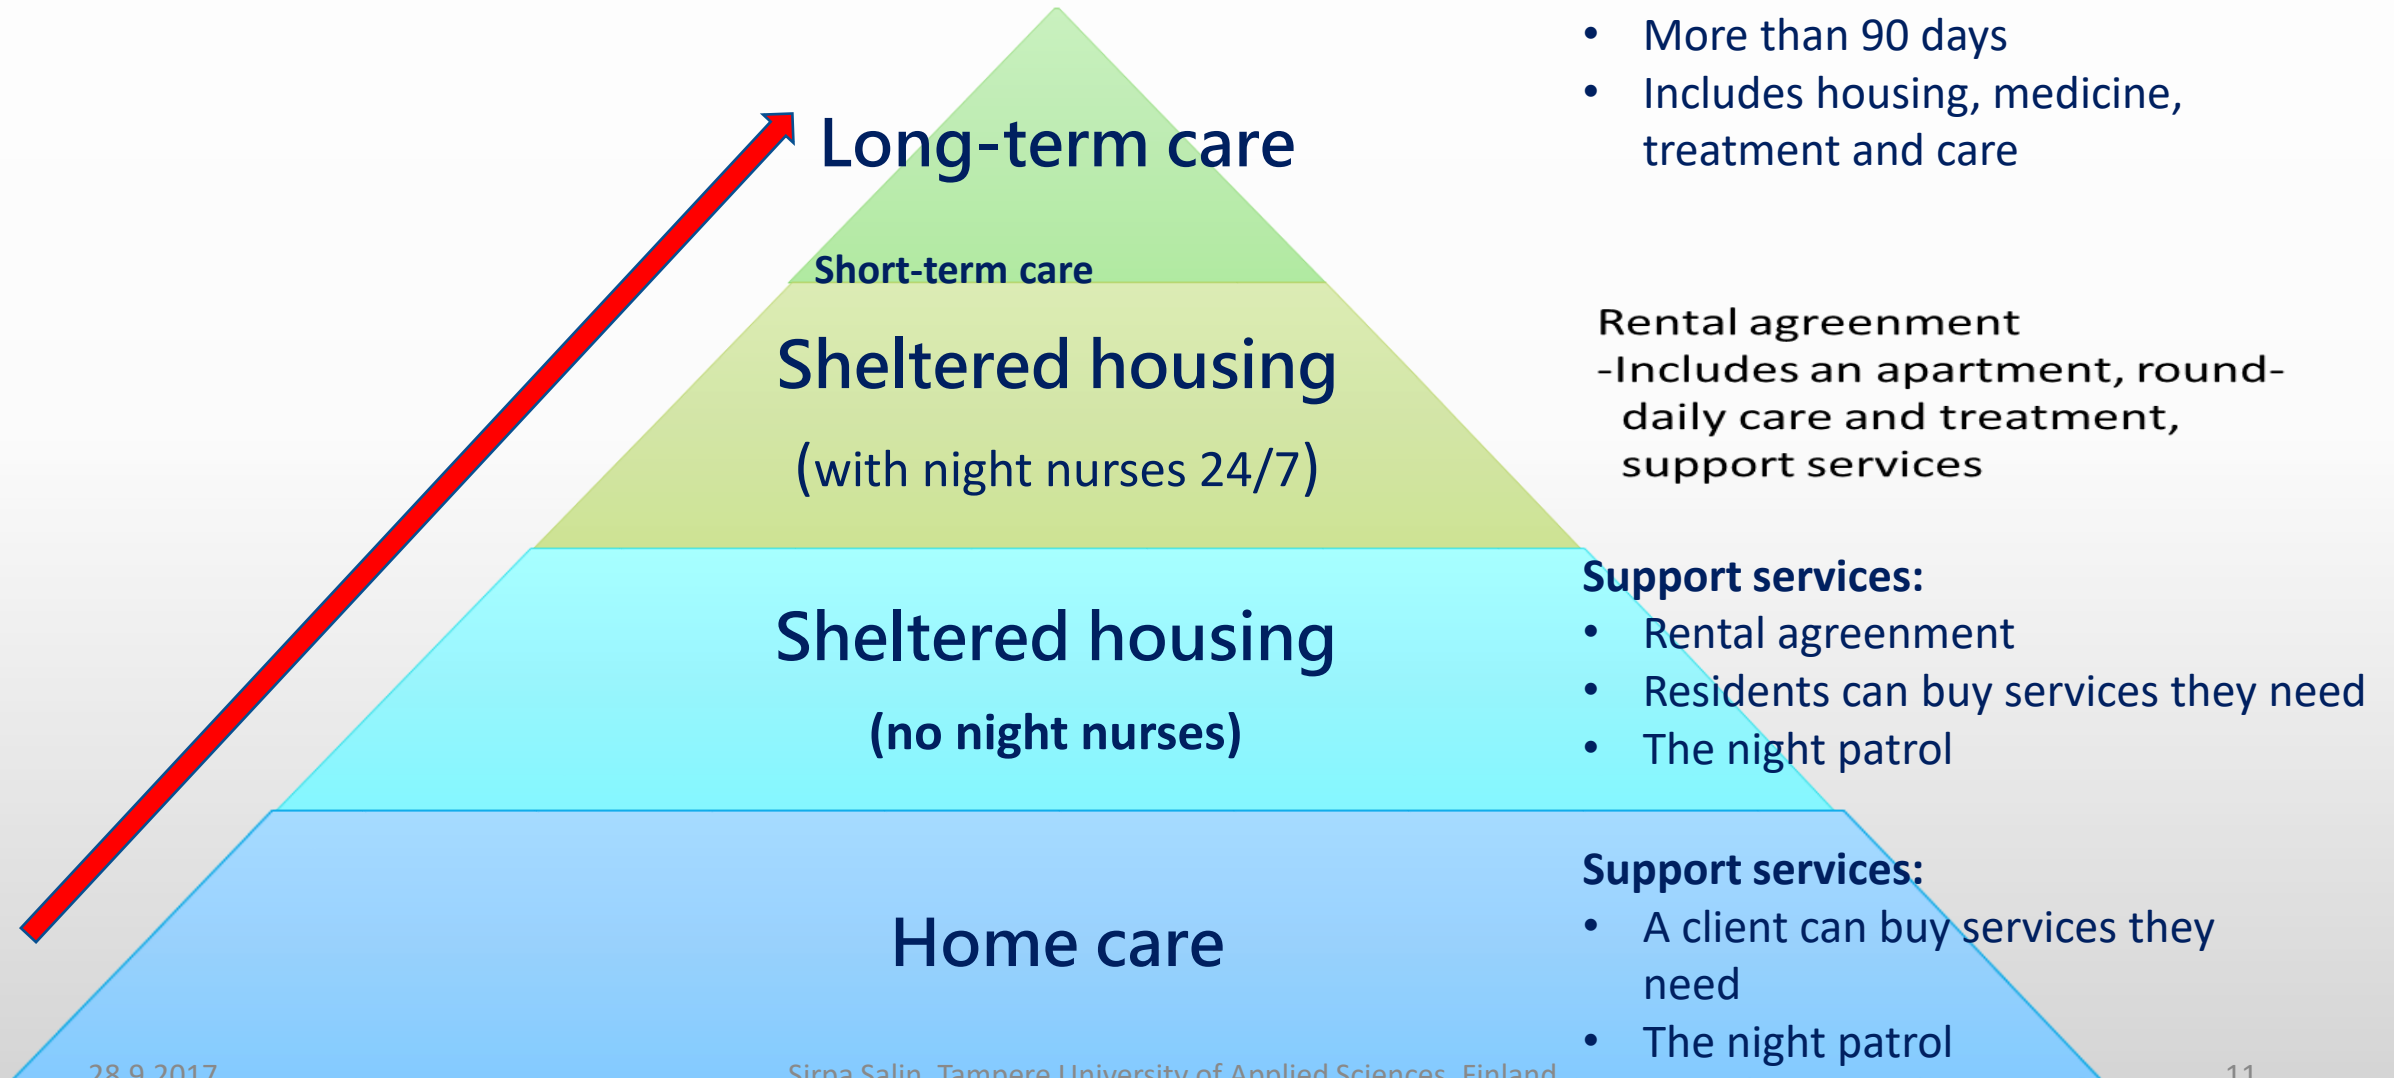 • More than 90 days
• Includes housing, medicine,
treatment and care
Long-term care
Short-term care
Sheltered housing
(with night nurses 24/7)
Rental agreenment
-Includes an apartment, round-
daily care and treatment,
support services
Sheltered housing
(no night nurses)
Support services:
• Rental agreenment
• Residents can buy services they need
• The night patrol
Home care
Support services:
• A client can buy services they
need
• The night patrol
28.9.2017
Sirpa Salin, Tampere University of Applied Sciences, Finland
11